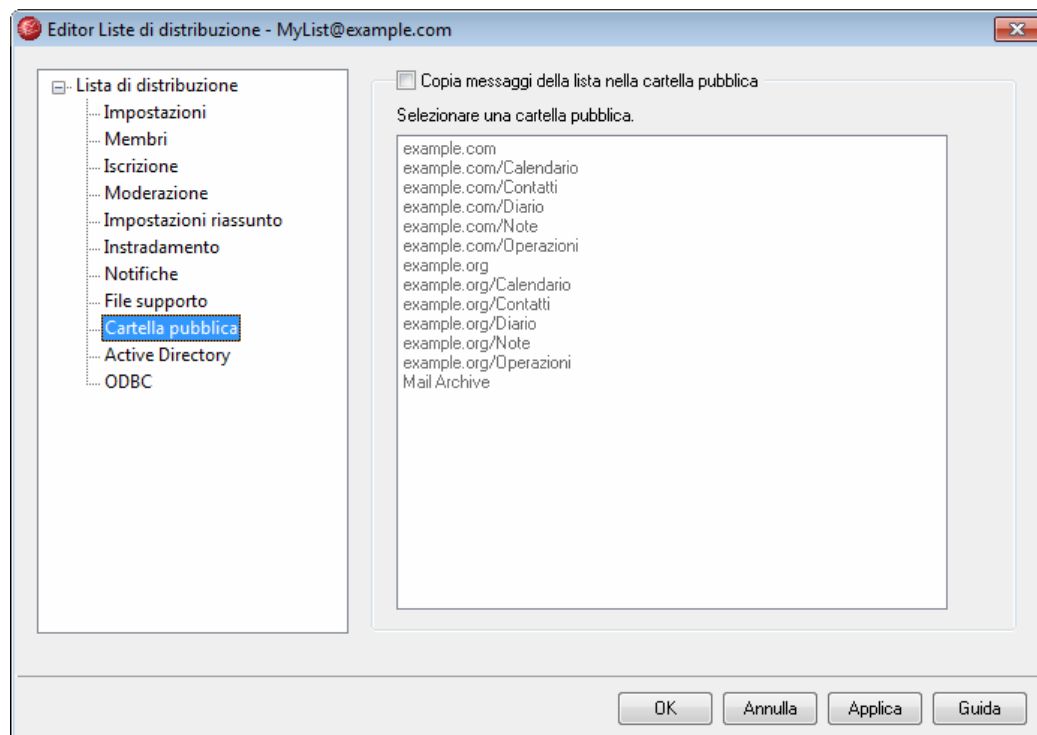 Editor Liste di distribuzione - MyList@example.com
Lista di distribuzione
Impostazioni
Membri
Iscrizione
Moderazione
Impostazioni riassunto
Instradamento
Notifiche
File supporto
Cartella pubblica
Active Directory
ODBC
Copia messaggi della lista nella cartella pubblica
Selezionare una cartella pubblica.
example.com
example.com/Calendario
example.com/Contatti
example.com/Diario
example.com/Note
example.com/Operazioni
example.org
example.org/Calendario
example.org/Contatti
example.org/Diario
example.org/Note
example.org/Operazioni
Mail Archive
OK Annulla Applica Guida